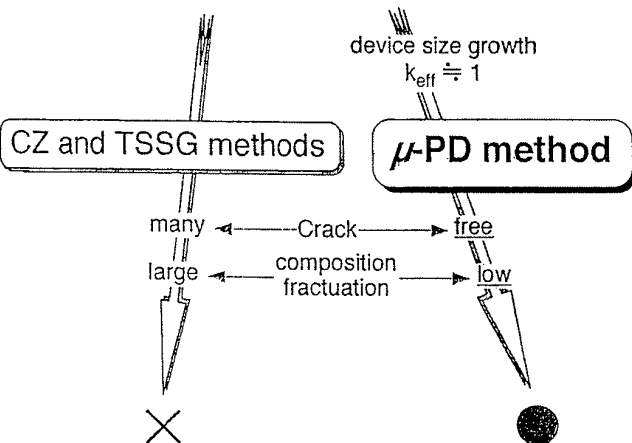 device size growth
k_eff ≒ 1
CZ and TSSG methods
μ-PD method
many
Crack
free
large
composition
fractuation
low